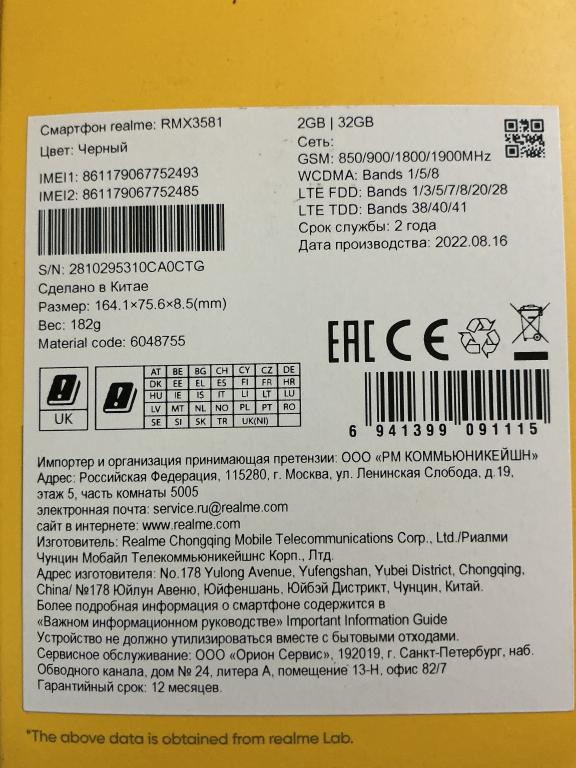 Смартфон realme: RMX3581
Цвет: Черный
IMEI1: 861179067752493
IMEI2: 861179067752485
S/N: 2810295310CA0CTG
Сделано в Китае
Размер: 164.1×75.6×8.5(mm)
Вес: 182g
Material code: 6048755
2GB | 32GB
Сеть:
GSM: 850/900/1800/1900MHz
WCDMA: Bands 1/5/8
LTE FDD: Bands 1/3/5/7/8/20/28
LTE TDD: Bands 38/40/41
Срок службы: 2 года
Дата производства: 2022.08.16
EAC CE
UK
AT BE BG CH CY CZ DE
DK EE EL ES FI FR HR
HU IE IS IT LI LT LU
LV MT NL NO PL PT RO
SE SI SK TR UK(NI)
6 941399 091115
Импортер и организация принимающая претензии: ООО «РМ КОММЬЮНИКЕЙШН»
Адрес: Российская Федерация, 115280, г. Москва, ул. Ленинская Слобода, д.19,
этаж 5, часть комнаты 5005
электронная почта: service.ru@realme.com
сайт в интернете: www.realme.com
Изготовитель: Realme Chongqing Mobile Telecommunications Corp., Ltd./Риалми
Чунцин Мобайл Телекоммьюникейшнс Корп., Лтд.
Адрес изготовителя: No.178 Yulong Avenue, Yufengshan, Yubei District, Chongqing,
China/ №178 Юйлун Авеню, Юйфеншань, Юйбэй Дистрикт, Чунцин, Китай.
Более подробная информация о смартфоне содержится в
«Важном информационном руководстве» Important Information Guide
Устройство не должно утилизироваться вместе с бытовыми отходами.
Сервисное обслуживание: ООО «Орион Сервис», 192019, г. Санкт-Петербург, наб.
Обводного канала, дом № 24, литера А, помещение 13-Н, офис 82/7
Гарантийный срок: 12 месяцев.
*The above data is obtained from realme Lab.